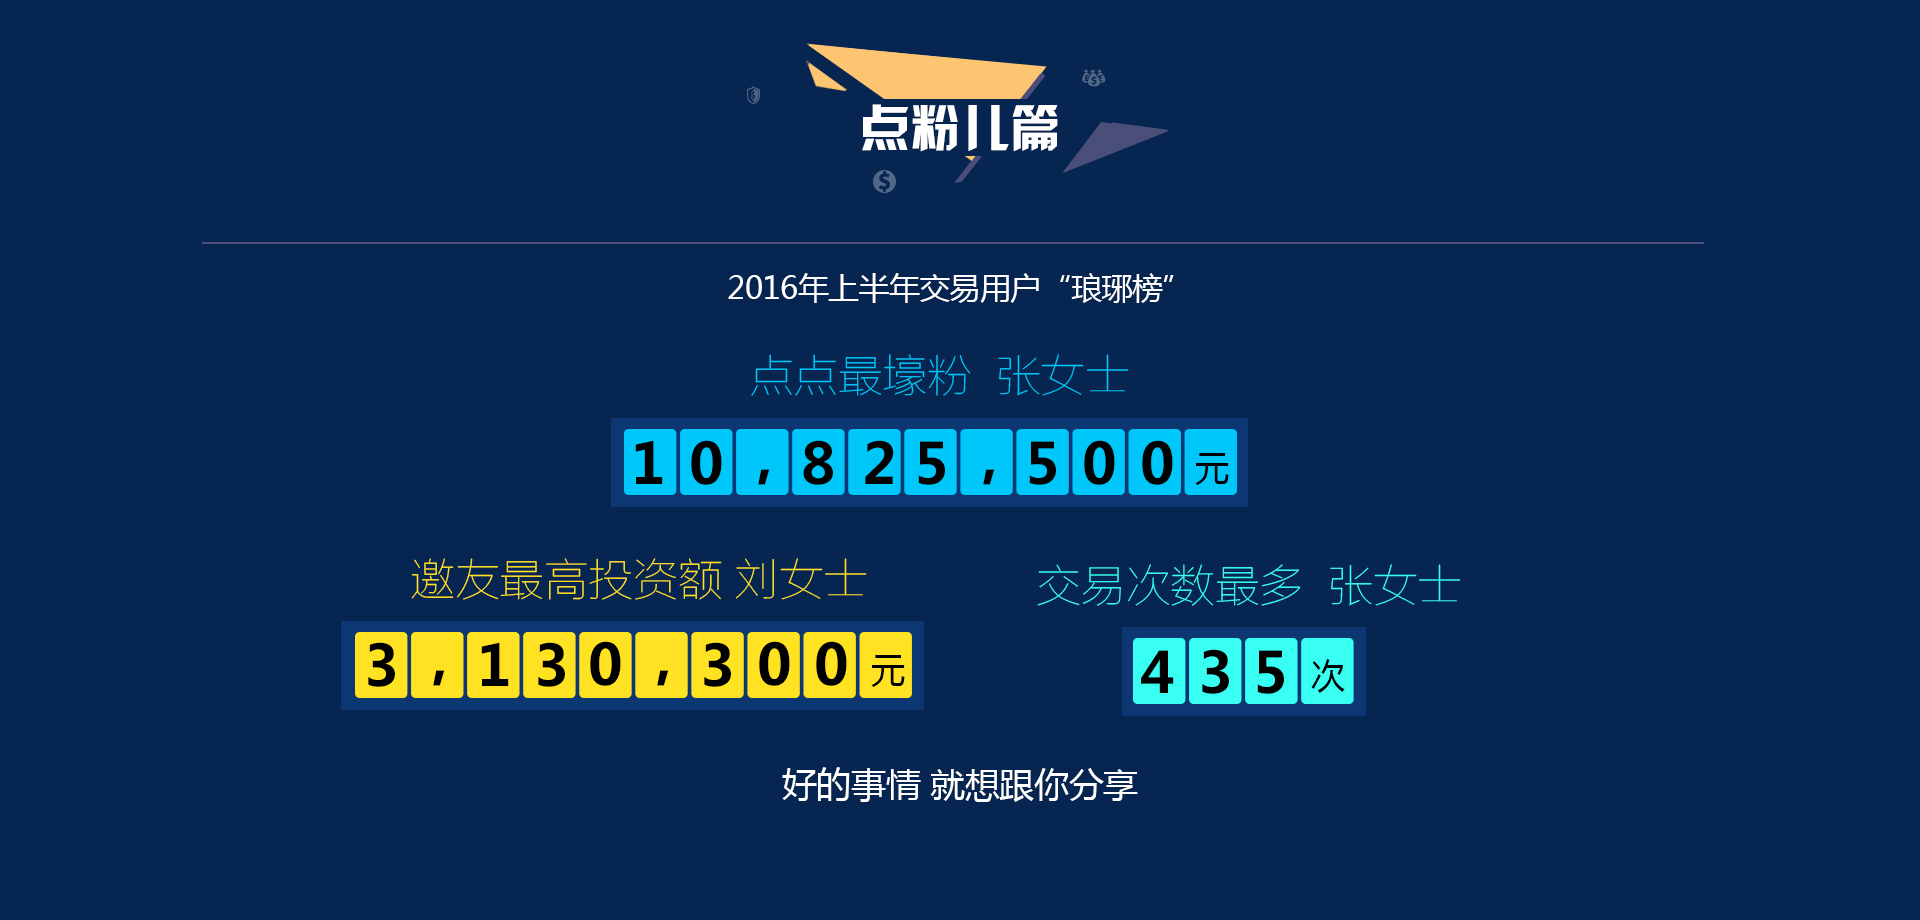 点粉儿篇
2016年上半年交易用户“琅琊榜”
点点最壕粉 张女士
10,825,500元
邀友最高投资额 刘女士
3,130,300元
交易次数最多 张女士
435次
好的事情 就想跟你分享